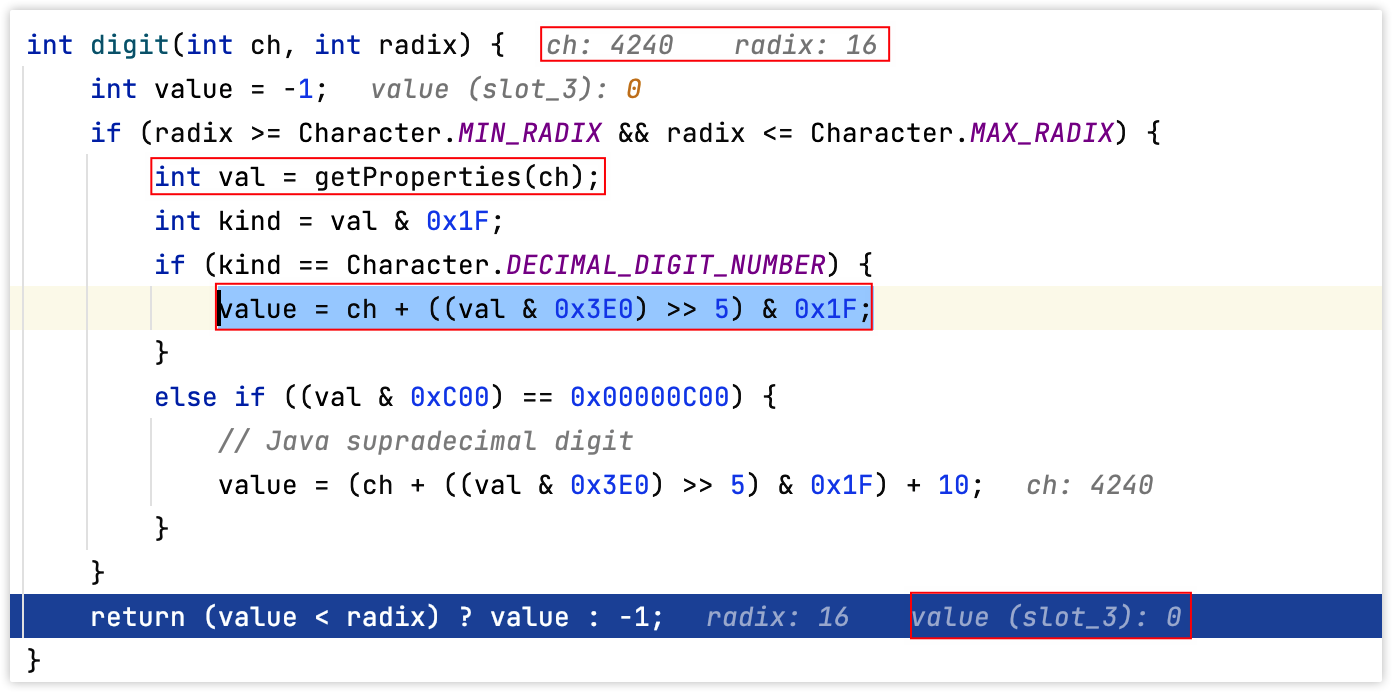 int digit(int ch, int radix) {   ch: 4240    radix: 16
    int value = -1;   value (slot_3): 0
    if (radix >= Character.MIN_RADIX && radix <= Character.MAX_RADIX) {
        int val = getProperties(ch);
        int kind = val & 0x1F;
        if (kind == Character.DECIMAL_DIGIT_NUMBER) {
            value = ch + ((val & 0x3E0) >> 5) & 0x1F;
        }
        else if ((val & 0xC00) == 0x00000C00) {
            // Java supradecimal digit
            value = (ch + ((val & 0x3E0) >> 5) & 0x1F) + 10;   ch: 4240
        }
    }
    return (value < radix) ? value : -1;   radix: 16    value (slot_3): 0
}